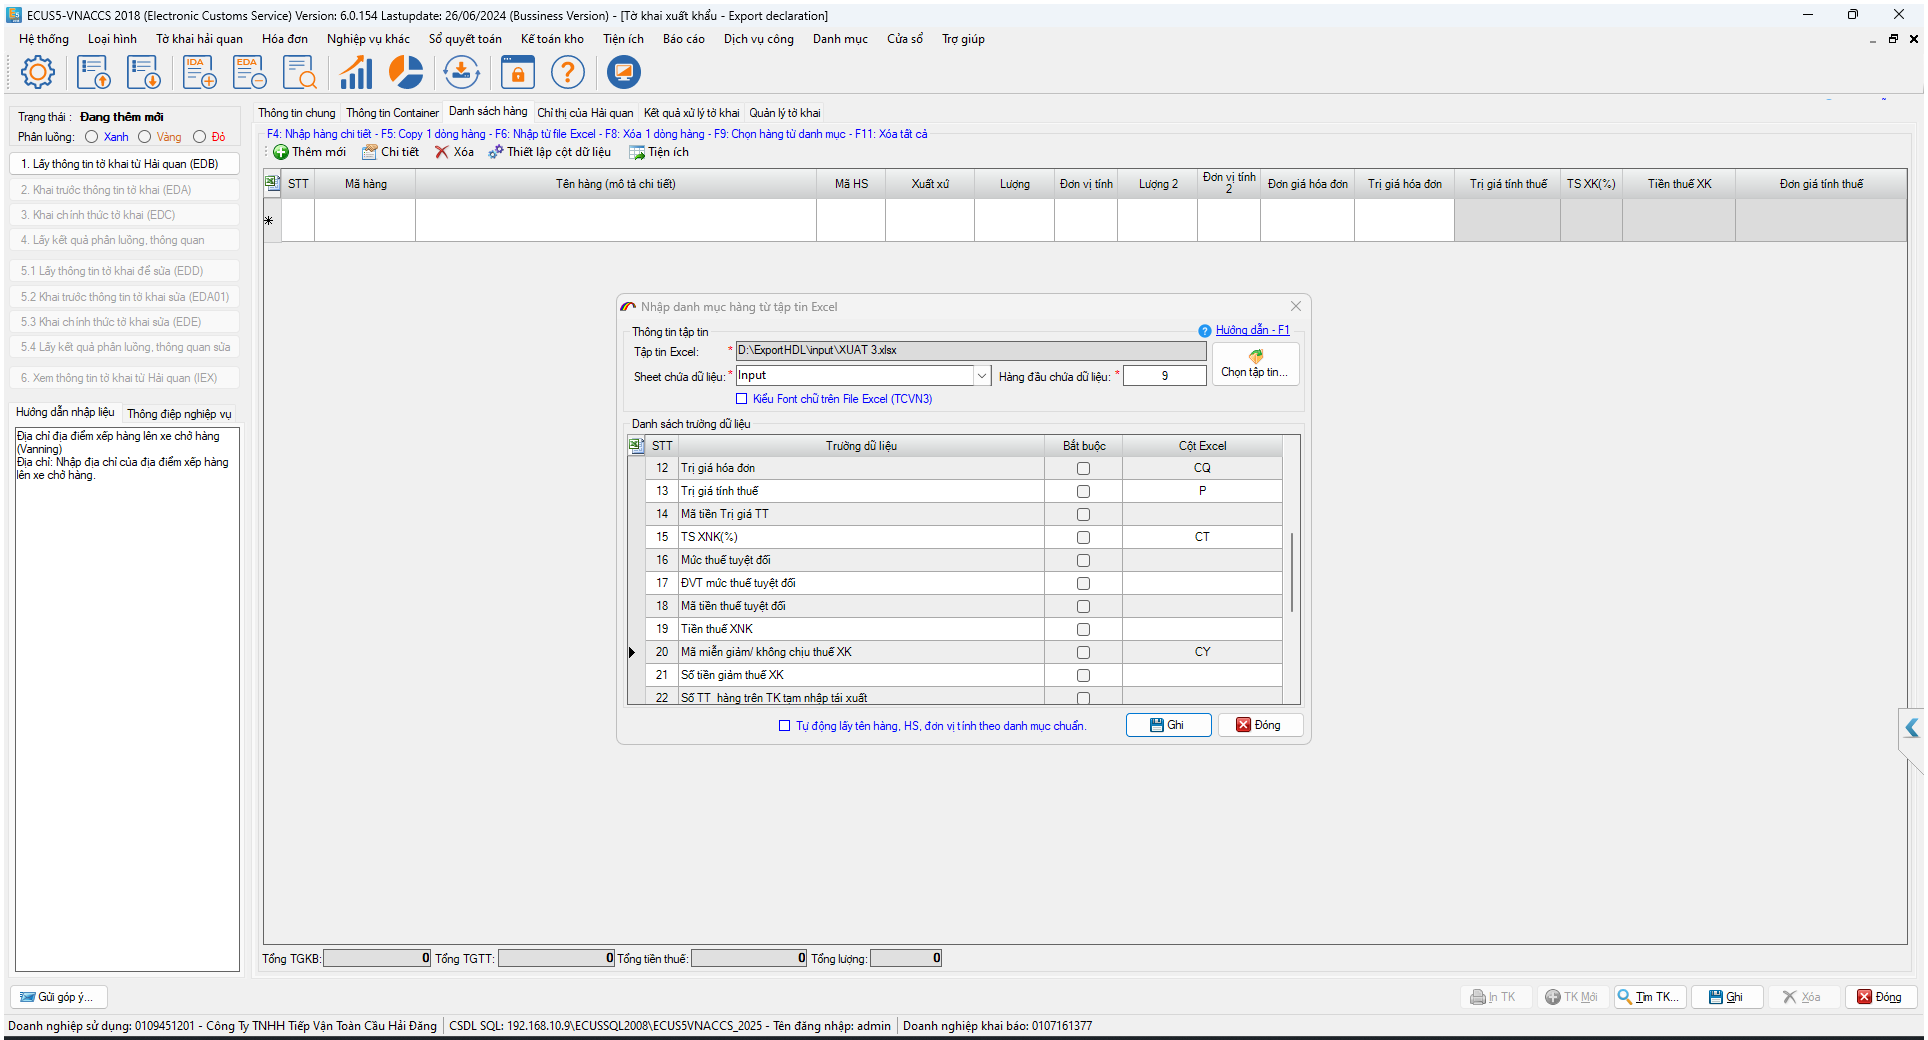 ECUS5-VNACCS 2018 (Electronic Customs Service) Version: 6.0.154 Lastupdate: 26/06/2024 (Bussiness Version) - [Tờ khai xuất khẩu - Export declaration]
Hệ thống Loại hình Tờ khai hải quan Hóa đơn Nghiệp vụ khác Sổ quyết toán Kế toán kho Tiện ích Báo cáo Dịch vụ công Danh mục Cửa sổ Trợ giúp
IDA EDA
Trạng thái : Đang thêm mới
Phân luồng: Xanh Vàng Đỏ
1. Lấy thông tin tờ khai từ Hải quan (EDB)
2. Khai trước thông tin tờ khai (EDA)
3. Khai chính thức tờ khai (EDC)
4. Lấy kết quả phân luồng, thông quan
5.1 Lấy thông tin tờ khai để sửa (EDD)
5.2 Khai trước thông tin tờ khai sửa (EDA01)
5.3 Khai chính thức tờ khai sửa (EDE)
5.4 Lấy kết quả phân luồng, thông quan sửa
6. Xem thông tin tờ khai từ Hải quan (IEX)
Hướng dẫn nhập liệu Thông điệp nghiệp vụ
Địa chỉ địa điểm xếp hàng lên xe chở hàng
(Vanning)
Địa chỉ: Nhập địa chỉ của địa điểm xếp hàng
lên xe chở hàng.
Thông tin chung Thông tin Container Danh sách hàng Chỉ thị của Hải quan Kết quả xử lý tờ khai Quản lý tờ khai
F4: Nhập hàng chi tiết - F5: Copy 1 dòng hàng - F6: Nhập từ file Excel - F8: Xóa 1 dòng hàng - F9: Chọn hàng từ danh mục - F11: Xóa tất cả
Thêm mới Chi tiết Xóa Thiết lập cột dữ liệu Tiện ích
STT Mã hàng Tên hàng (mô tả chi tiết) Mã HS Xuất xứ Lượng Đơn vị tính Lượng 2 Đơn vị tính 2 Đơn giá hóa đơn Trị giá hóa đơn Trị giá tính thuế TS XK(%) Tiền thuế XK Đơn giá tính thuế
Nhập danh mục hàng từ tập tin Excel
Thông tin tập tin Hướng dẫn - F1
Tập tin Excel: * D:\ExportHDL\input\XUAT 3.xlsx Chọn tập tin...
Sheet chứa dữ liệu: * Input Hàng đầu chứa dữ liệu: * 9
Kiểu Font chữ trên File Excel (TCVN3)
Danh sách trường dữ liệu
STT Trường dữ liệu Bắt buộc Cột Excel
12 Trị giá hóa đơn CQ
13 Trị giá tính thuế P
14 Mã tiền Trị giá TT
15 TS XNK(%) CT
16 Mức thuế tuyệt đối
17 ĐVT mức thuế tuyệt đối
18 Mã tiền thuế tuyệt đối
19 Tiền thuế XNK
20 Mã miễn giảm/ không chịu thuế XK CY
21 Số tiền giảm thuế XK
22 Số TT hàng trên TK tạm nhập tái xuất
Tự động lấy tên hàng, HS, đơn vị tính theo danh mục chuẩn. Ghi Đóng
Tổng TGKB: 0 Tổng TGTT: 0 Tổng tiền thuế: 0 Tổng lượng: 0
Gửi góp ý... In TK TK Mới Tìm TK... Ghi Xóa Đóng
Doanh nghiệp sử dụng: 0109451201 - Công Ty TNHH Tiếp Vận Toàn Cầu Hải Đăng CSDL SQL: 192.168.10.9\ECUSSQL2008\ECUS5VNACCS_2025 - Tên đăng nhập: admin Doanh nghiệp khai báo: 0107161377